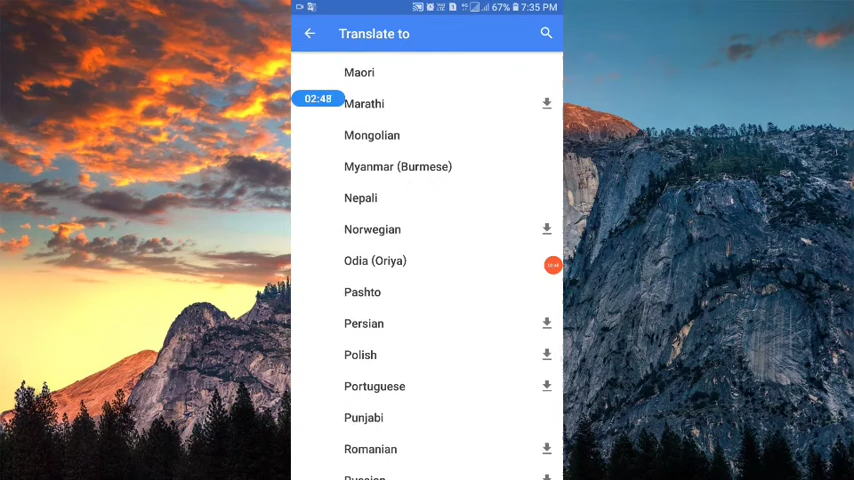 67% 7:35 PM
Translate to
Maori
02:48
Marathi
Mongolian
Myanmar (Burmese)
Nepali
Norwegian
Odia (Oriya)
Pashto
Persian
Polish
Portuguese
Punjabi
Romanian
Russian